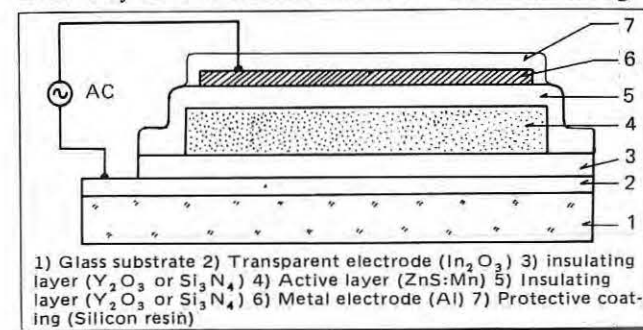 7
6
AC
5
4
3
2
1
1) Glass substrate 2) Transparent electrode (In₂O₃) 3) insulating
layer (Y₂O₃ or Si₃N₄) 4) Active layer (ZnS:Mn) 5) Insulating
layer (Y₂O₃ or Si₃N₄) 6) Metal electrode (Al) 7) Protective coat-
ing (Silicon resin)